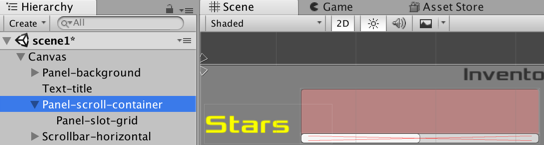 Hierarchy
Create
All
scene1*
Canvas
Panel-background
Text-title
Panel-scroll-container
Panel-slot-grid
Scrollbar-horizontal
Scene
Game
Asset Store
Shaded
2D
Invento
Stars